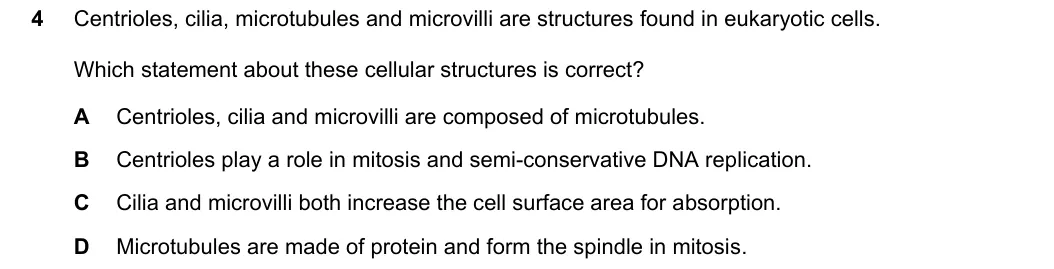 4 Centrioles, cilia, microtubules and microvilli are structures found in eukaryotic cells.
Which statement about these cellular structures is correct?
A Centrioles, cilia and microvilli are composed of microtubules.
B Centrioles play a role in mitosis and semi-conservative DNA replication.
C Cilia and microvilli both increase the cell surface area for absorption.
D Microtubules are made of protein and form the spindle in mitosis.